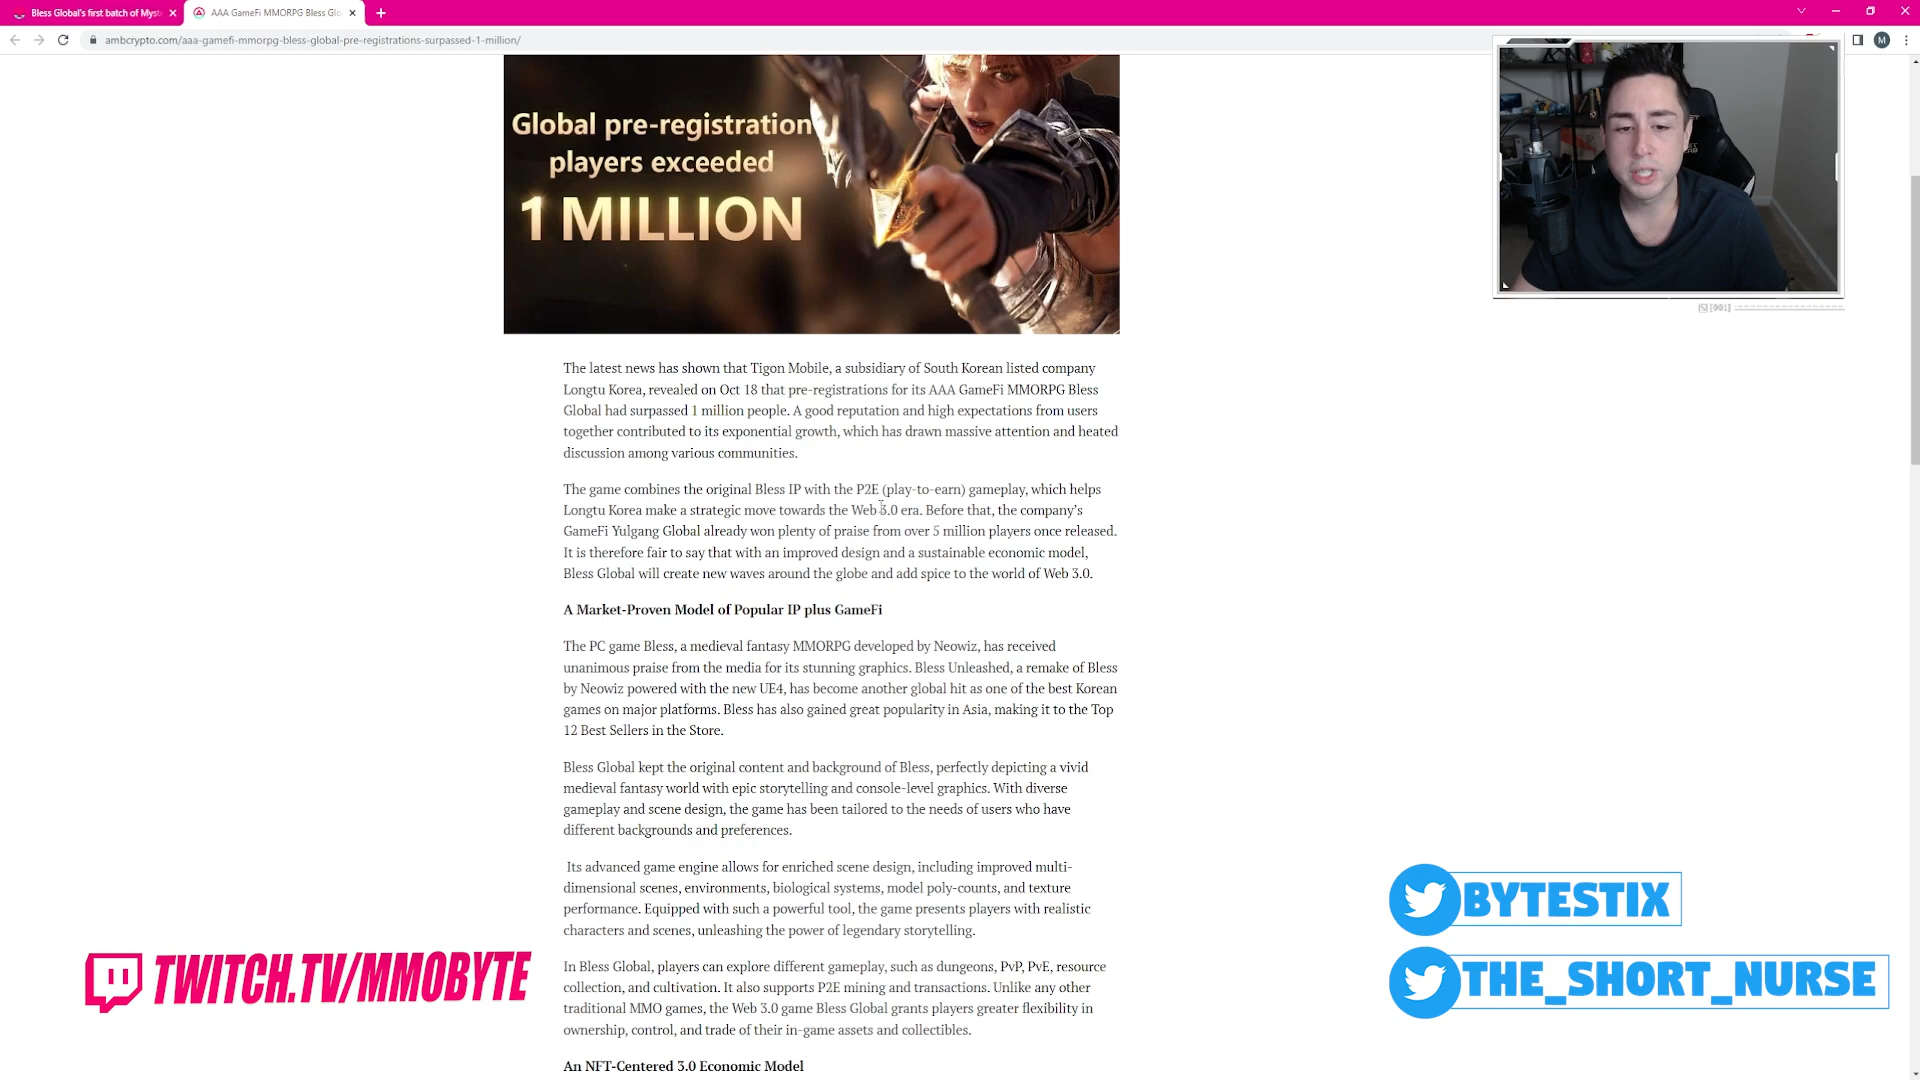 Bless Global's first batch of Myst
AAA GameFi MMORPG Bless Glo
ambcrypto.com/aaa-gamefi-mmorpg-bless-global-pre-registrations-surpassed-1-million/
M
Global pre-registration
players exceeded
1 MILLION
[001]
The latest news has shown that Tigon Mobile, a subsidiary of South Korean listed company
Longtu Korea, revealed on Oct 18 that pre-registrations for its AAA GameFi MMORPG Bless
Global had surpassed 1 million people. A good reputation and high expectations from users
together contributed to its exponential growth, which has drawn massive attention and heated
discussion among various communities.
The game combines the original Bless IP with the P2E (play-to-earn) gameplay, which helps
Longtu Korea make a strategic move towards the Web 3.0 era. Before that, the company's
GameFi Yulgang Global already won plenty of praise from over 5 million players once released.
It is therefore fair to say that with an improved design and a sustainable economic model,
Bless Global will create new waves around the globe and add spice to the world of Web 3.0.
A Market-Proven Model of Popular IP plus GameFi
The PC game Bless, a medieval fantasy MMORPG developed by Neowiz, has received
unanimous praise from the media for its stunning graphics. Bless Unleashed, a remake of Bless
by Neowiz powered with the new UE4, has become another global hit as one of the best Korean
games on major platforms. Bless has also gained great popularity in Asia, making it to the Top
12 Best Sellers in the Store.
Bless Global kept the original content and background of Bless, perfectly depicting a vivid
medieval fantasy world with epic storytelling and console-level graphics. With diverse
gameplay and scene design, the game has been tailored to the needs of users who have
different backgrounds and preferences.
Its advanced game engine allows for enriched scene design, including improved multi-
dimensional scenes, environments, biological systems, model poly-counts, and texture
performance. Equipped with such a powerful tool, the game presents players with realistic
characters and scenes, unleashing the power of legendary storytelling.
In Bless Global, players can explore different gameplay, such as dungeons, PvP, PvE, resource
collection, and cultivation. It also supports P2E mining and transactions. Unlike any other
traditional MMO games, the Web 3.0 game Bless Global grants players greater flexibility in
ownership, control, and trade of their in-game assets and collectibles.
An NFT-Centered 3.0 Economic Model
TWITCH.TV/MMOBYTE
BYTESTIX
THE_SHORT_NURSE